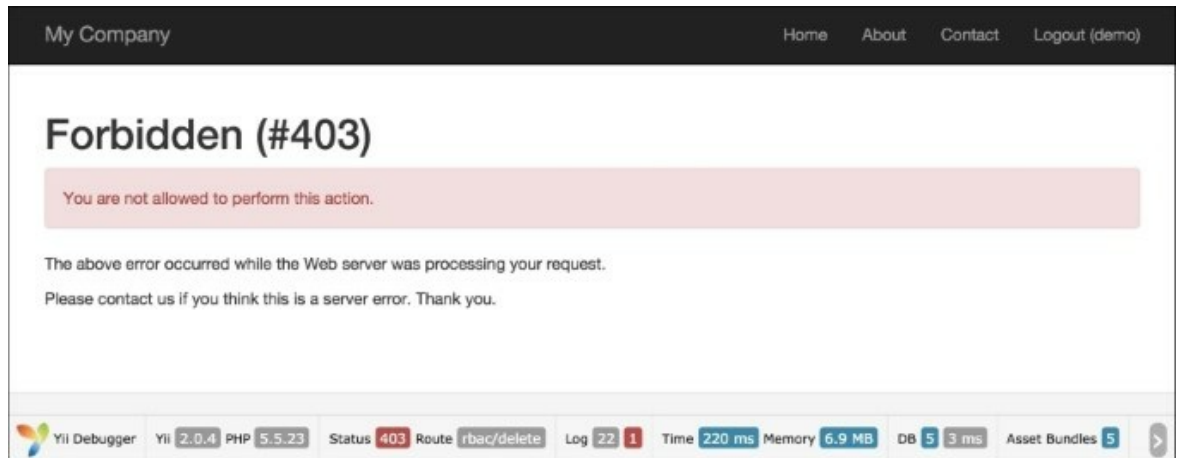 My Company Home About Contact Logout (demo)
Forbidden (#403)
You are not allowed to perform this action.
The above error occurred while the Web server was processing your request.
Please contact us if you think this is a server error. Thank you.
Yii Debugger Yii 2.0.4 PHP 5.5.23 Status 403 Route rbac/delete Log 22 1 Time 220 ms Memory 6.9 MB DB 5 3 ms Asset Bundles 5 >